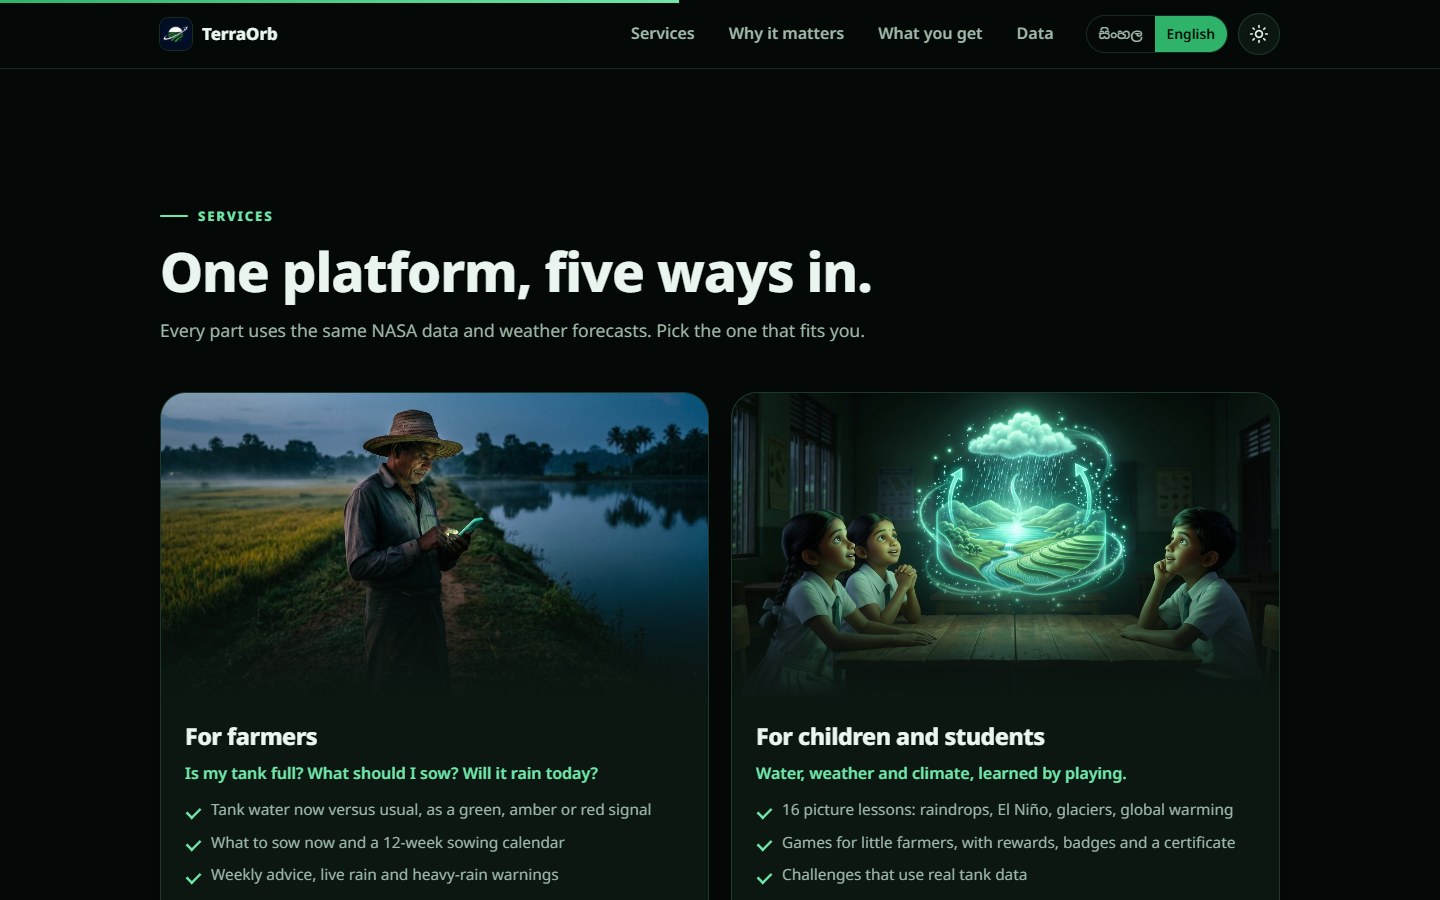 TerraOrb
Services
Why it matters
What you get
Data
සිංහල
English
SERVICES
One platform, five ways in.
Every part uses the same NASA data and weather forecasts. Pick the one that fits you.
For farmers
Is my tank full? What should I sow? Will it rain today?
Tank water now versus usual, as a green, amber or red signal
What to sow now and a 12-week sowing calendar
Weekly advice, live rain and heavy-rain warnings
For children and students
Water, weather and climate, learned by playing.
16 picture lessons: raindrops, El Niño, glaciers, global warming
Games for little farmers, with rewards, badges and a certificate
Challenges that use real tank data